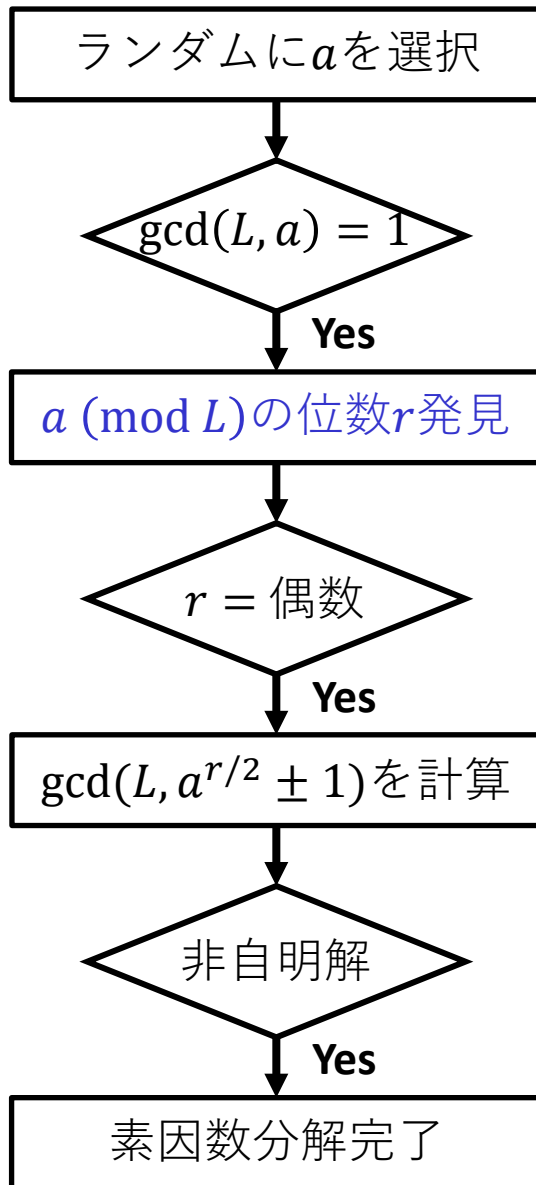 ランダムにaを選択
gcd(L, a) = 1
Yes
a (mod L)の位数r発見
r = 偶数
Yes
gcd(L, a^{r/2} ± 1)を計算
非自明解
Yes
素因数分解完了